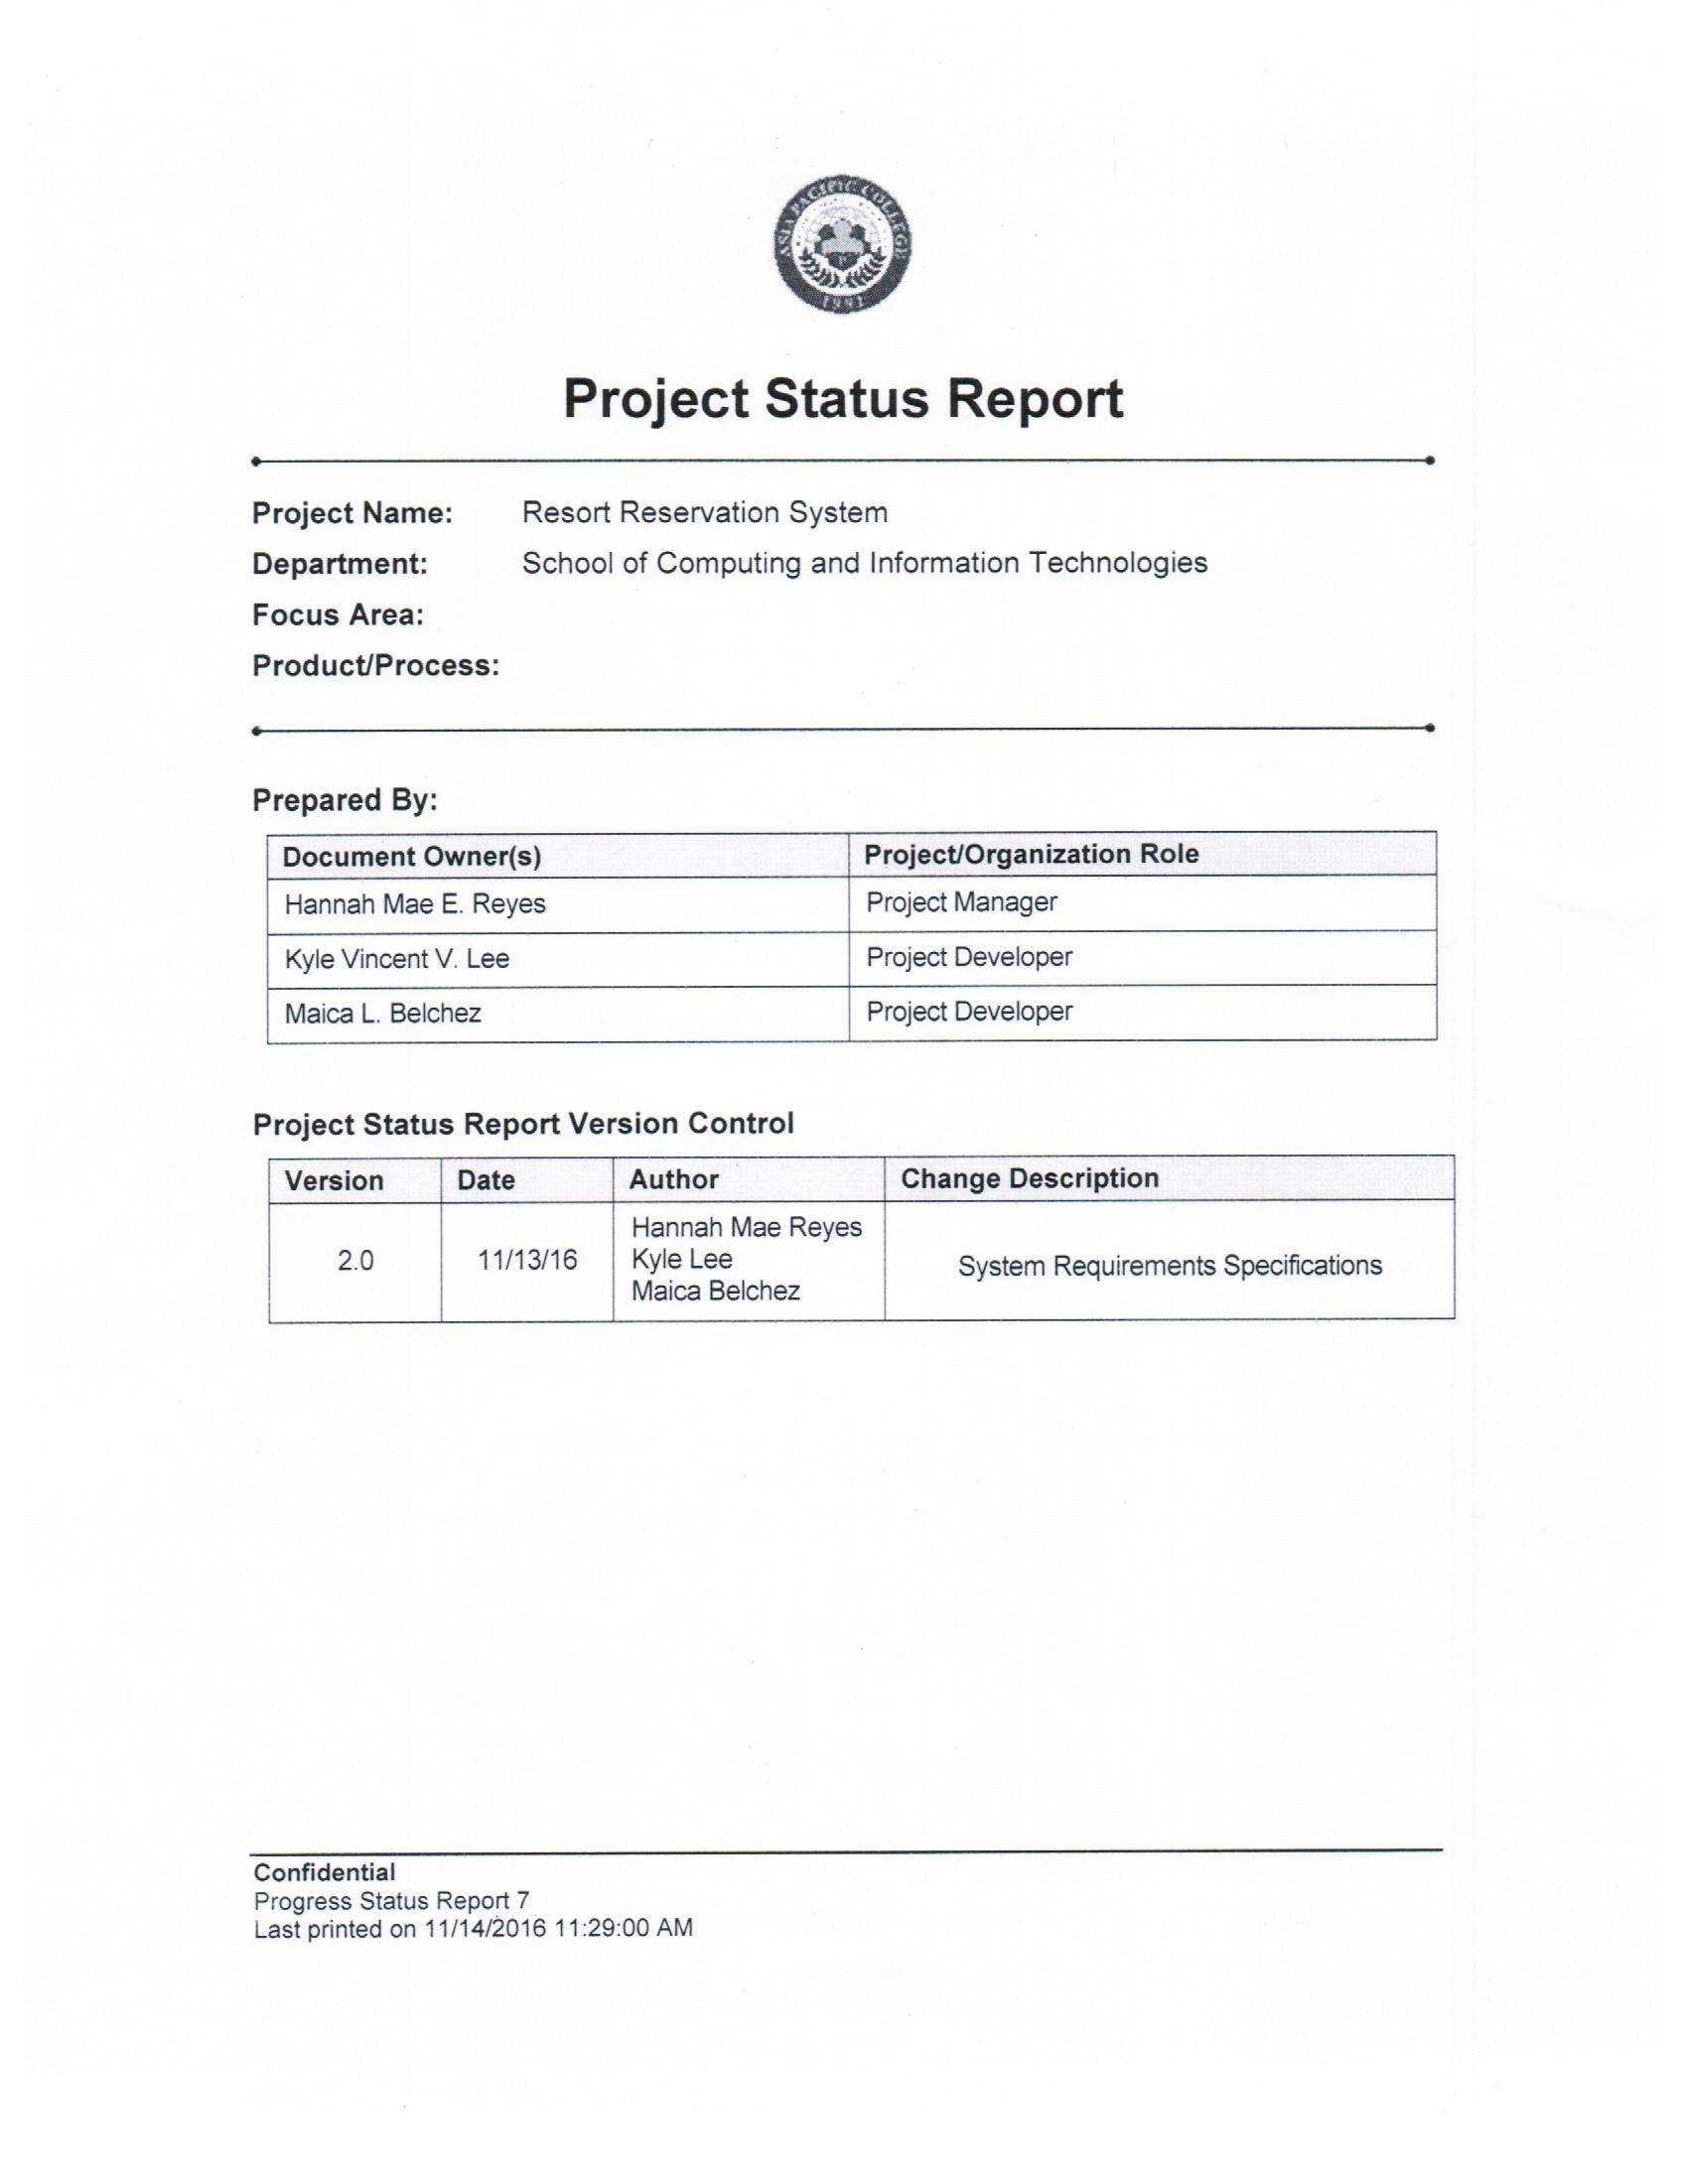 ASIA PACIFIC COLLEGE
1991
Project Status Report
Project Name: Resort Reservation System
Department: School of Computing and Information Technologies
Focus Area:
Product/Process:
Prepared By:
Document Owner(s) Project/Organization Role
Hannah Mae E. Reyes Project Manager
Kyle Vincent V. Lee Project Developer
Maica L. Belchez Project Developer
Project Status Report Version Control
Version Date Author Change Description
2.0 11/13/16 Hannah Mae Reyes
Kyle Lee
Maica Belchez
System Requirements Specifications
Confidential
Progress Status Report 7
Last printed on 11/14/2016 11:29:00 AM